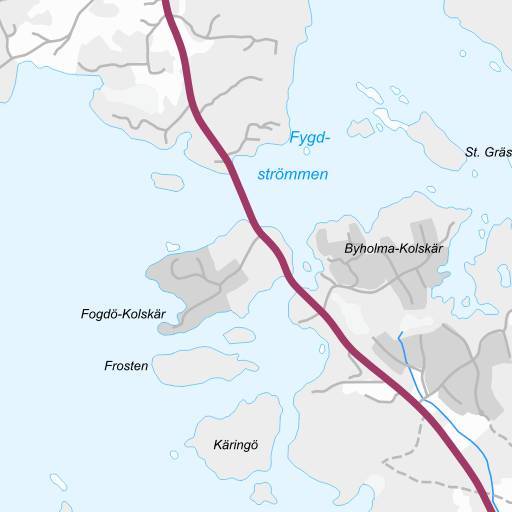 Fygd-
strömmen
St. Gräs
Byholma-Kolskär
Fogdö-Kolskär
Frosten
Käringö